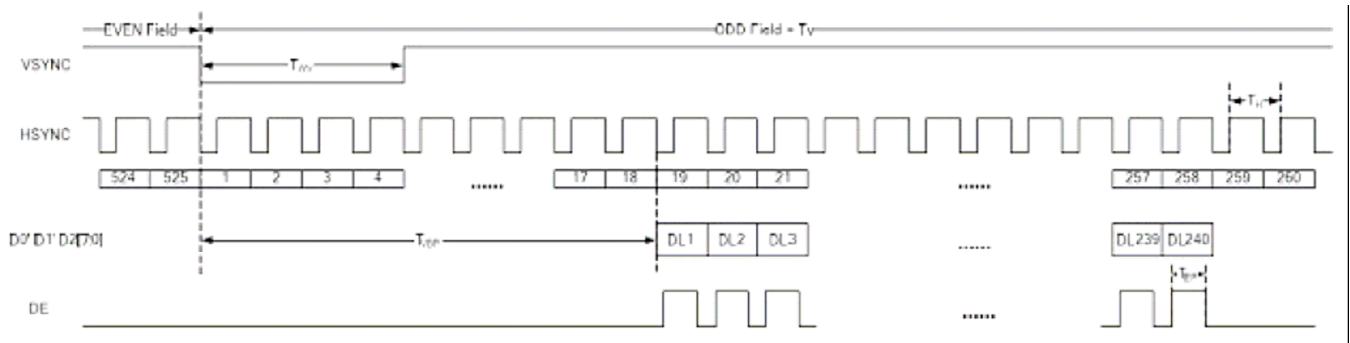 EVEN Field ODD Field = Tv
VSYNC
HSYNC TH
524 525 1 2 3 4 ...... 17 18 19 20 21 ...... 257 258 259 260
D0' D1' D2[7:0] DL1 DL2 DL3 ...... DL239 DL240
DE ......